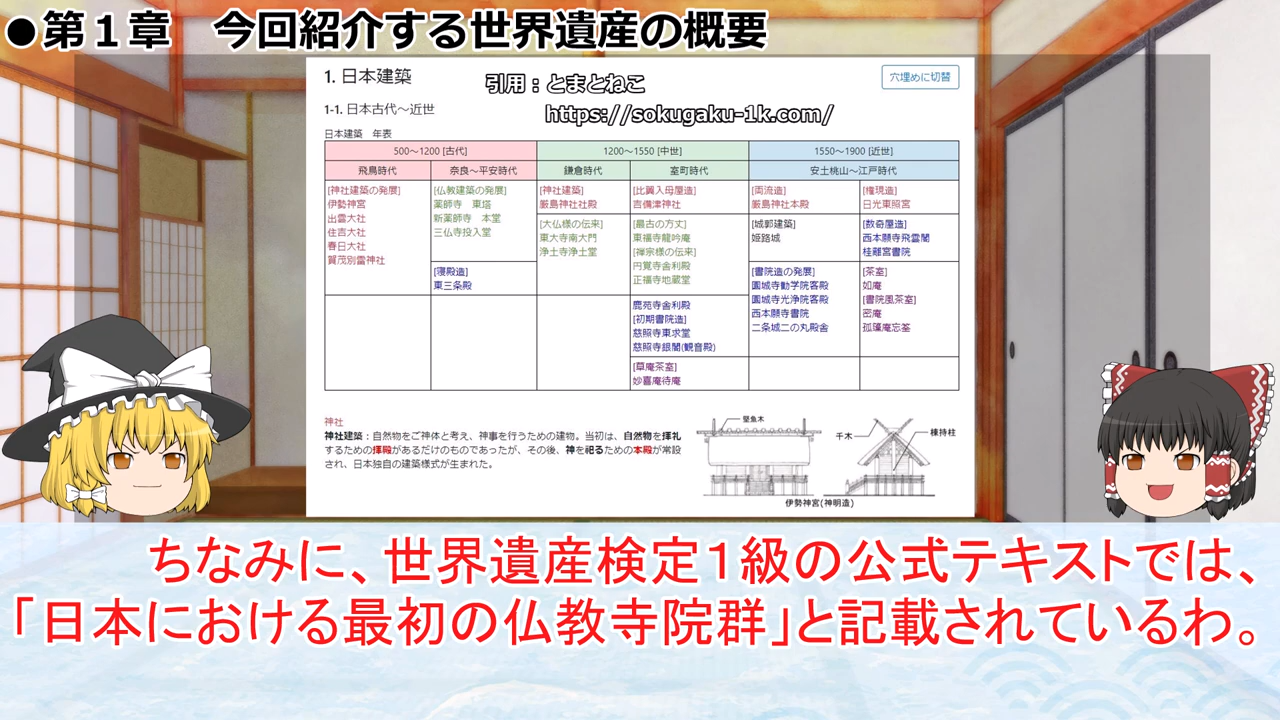 ●第１章　今回紹介する世界遺産の概要
1. 日本建築
引用：とまとねこ
穴埋めに切替
https://sokugaku-1k.com/
1-1. 日本古代～近世
日本建築　年表
500～1200 [古代]
1200～1550 [中世]
1550～1900 [近世]
飛鳥時代
奈良～平安時代
鎌倉時代
室町時代
安土桃山～江戸時代
[神社建築の発展]
伊勢神宮
出雲大社
住吉大社
春日大社
賀茂別雷神社
[仏教建築の発展]
薬師寺　東塔
新薬師寺　本堂
三仏寺投入堂
[寝殿造]
東三条殿
[神社建築]
厳島神社社殿
[大仏様の伝来]
東大寺南大門
浄土寺浄土堂
[比翼入母屋造]
吉備津神社
[最古の方丈]
東福寺龍吟庵
[禅宗様の伝来]
円覚寺舎利殿
正福寺地蔵堂
鹿苑寺舎利殿
[初期書院造]
慈照寺東求堂
慈照寺銀閣(観音殿)
[草庵茶室]
妙喜庵待庵
[両流造]
厳島神社本殿
[城郭建築]
姫路城
[書院造の発展]
園城寺勧学院客殿
園城寺光浄院客殿
西本願寺書院
二条城二の丸殿舎
[権現造]
日光東照宮
[数奇屋造]
西本願寺飛雲閣
桂離宮書院
[茶室]
如庵
[書院風茶室]
密庵
孤篷庵忘筌
神社
神社建築：自然物をご神体と考え、神事を行うための建物。当初は、自然物を拝礼
するための拝殿があるだけのものであったが、その後、神を祀るための本殿が常設
され、日本独自の建築様式が生まれた。
堅魚木
千木
棟持柱
伊勢神宮(神明造)
ちなみに、世界遺産検定１級の公式テキストでは、
「日本における最初の仏教寺院群」と記載されているわ。